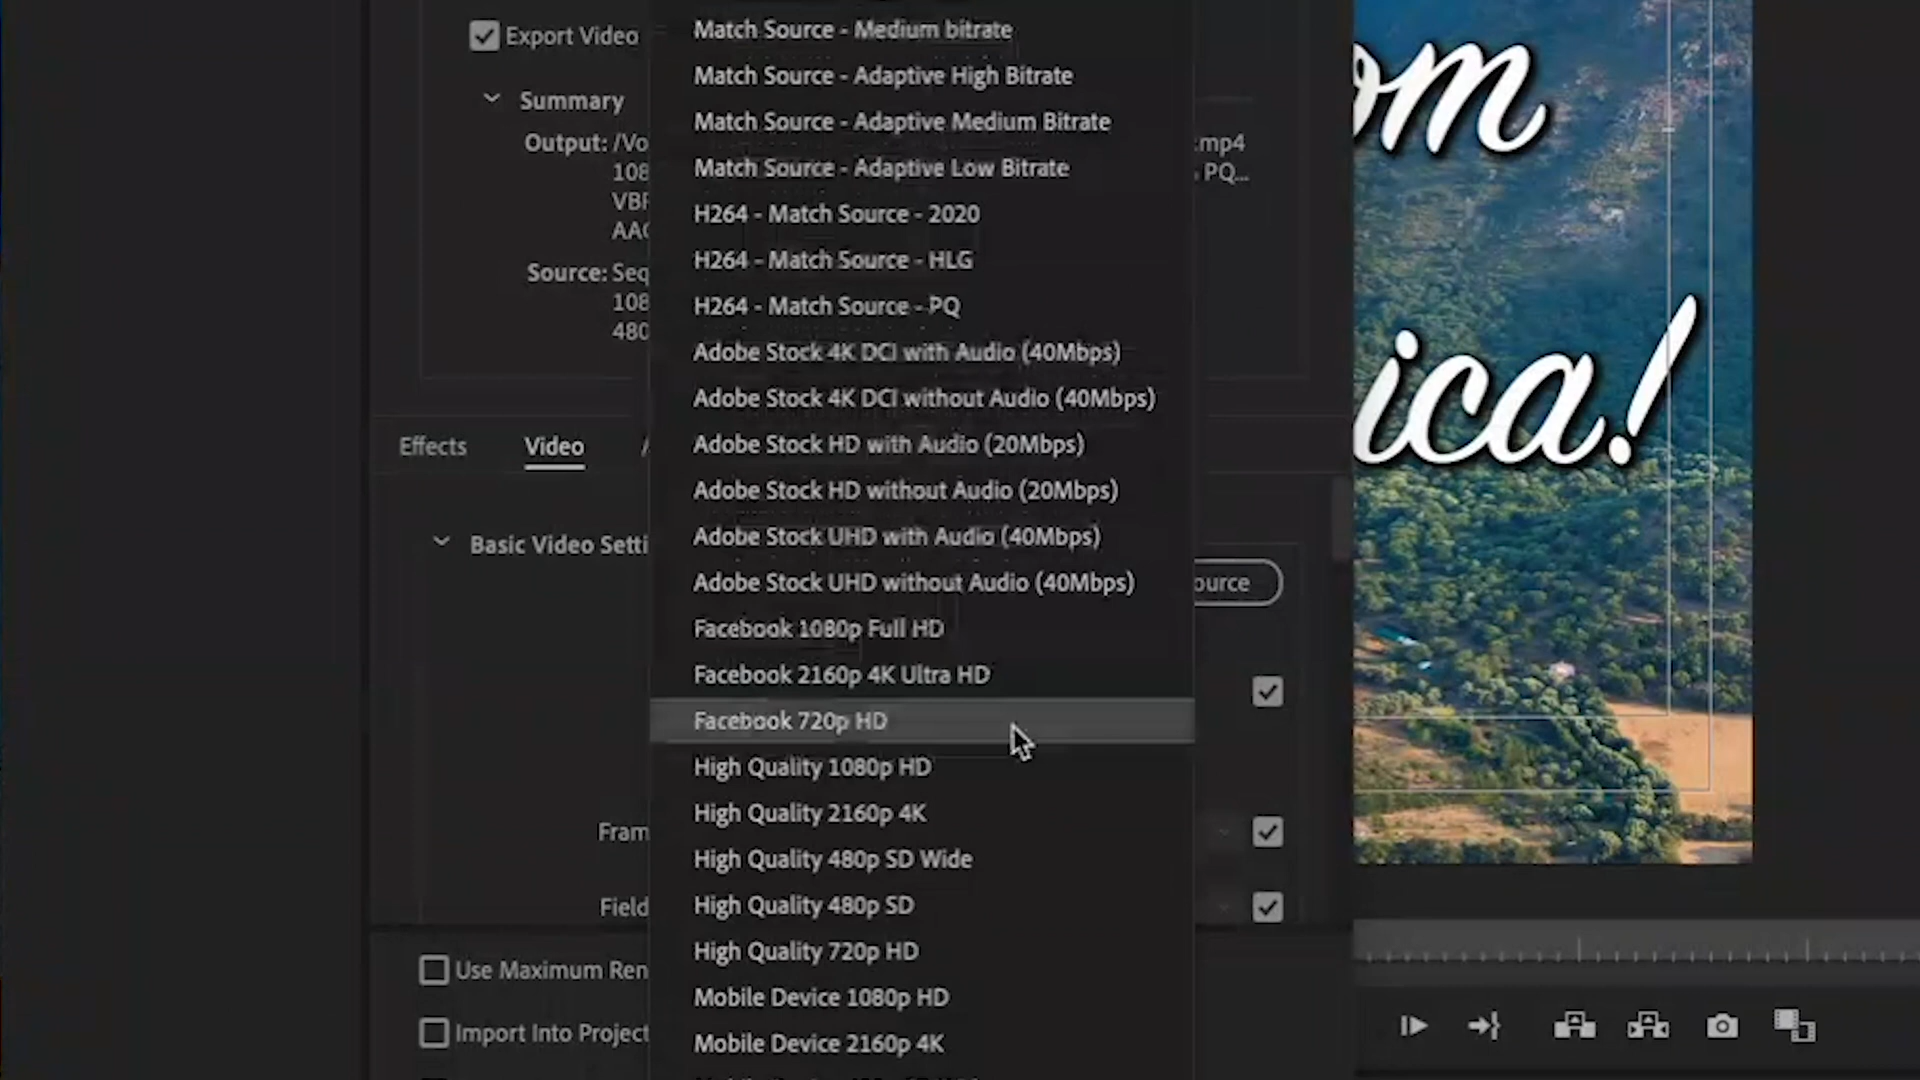 Export Video
Summary
Output: /Vo
108
VBR
AAC
.mp4
, PQ...
Source: Seq
108
480
Effects
Video
Basic Video Setti
ource
Fram
Field
Use Maximum Ren
Import Into Project
Match Source - Medium bitrate
Match Source - Adaptive High Bitrate
Match Source - Adaptive Medium Bitrate
Match Source - Adaptive Low Bitrate
H264 - Match Source - 2020
H264 - Match Source - HLG
H264 - Match Source - PQ
Adobe Stock 4K DCI with Audio (40Mbps)
Adobe Stock 4K DCI without Audio (40Mbps)
Adobe Stock HD with Audio (20Mbps)
Adobe Stock HD without Audio (20Mbps)
Adobe Stock UHD with Audio (40Mbps)
Adobe Stock UHD without Audio (40Mbps)
Facebook 1080p Full HD
Facebook 2160p 4K Ultra HD
Facebook 720p HD
High Quality 1080p HD
High Quality 2160p 4K
High Quality 480p SD Wide
High Quality 480p SD
High Quality 720p HD
Mobile Device 1080p HD
Mobile Device 2160p 4K
om
ica!